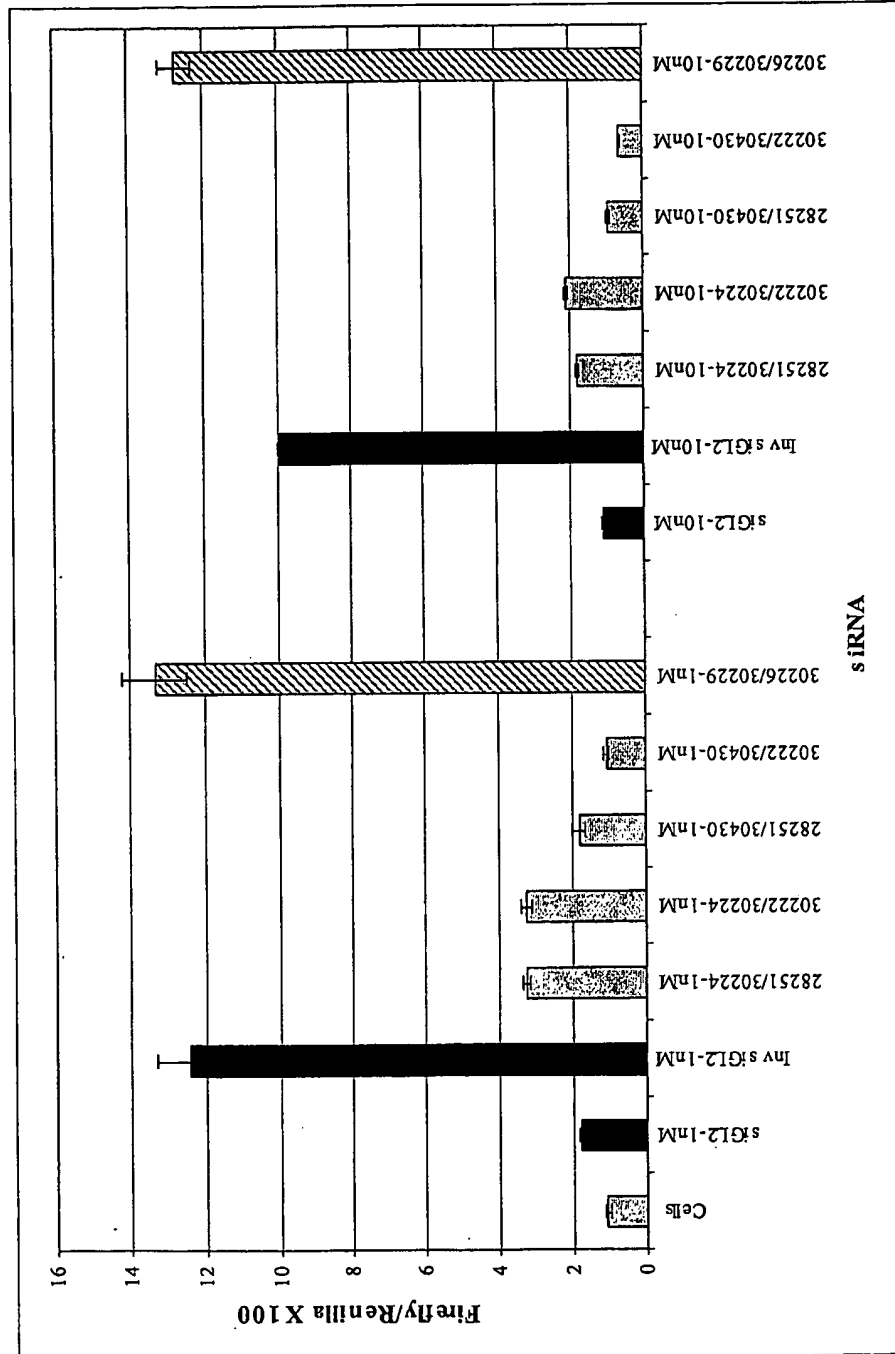 Firefly/Renilla X 100
16
14
12
10
8
6
4
2
0
Cells
siGL2-1nM
Inv siGL2-1nM
28251/30224-1nM
30222/30224-1nM
28251/30430-1nM
30222/30430-1nM
30226/30229-1nM
siGL2-10nM
Inv siGL2-10nM
28251/30224-10nM
30222/30224-10nM
28251/30430-10nM
30222/30430-10nM
30226/30229-10nM
siRNA